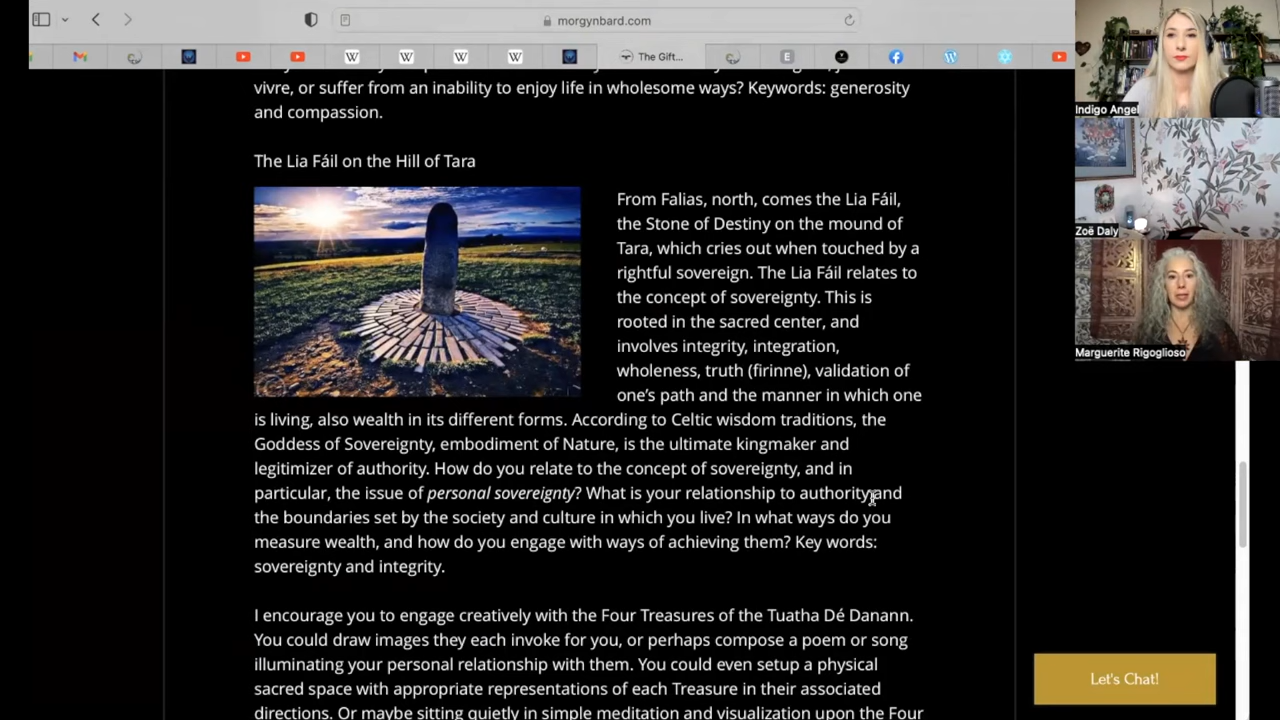 morgynbard.com
The Gift...
Indigo Angel
Zoë Daly
Marguerite Rigoglioso
vivre, or suffer from an inability to enjoy life in wholesome ways? Keywords: generosity
and compassion.
The Lia Fáil on the Hill of Tara
From Falias, north, comes the Lia Fáil,
the Stone of Destiny on the mound of
Tara, which cries out when touched by a
rightful sovereign. The Lia Fáil relates to
the concept of sovereignty. This is
rooted in the sacred center, and
involves integrity, integration,
wholeness, truth (firinne), validation of
one's path and the manner in which one
is living, also wealth in its different forms. According to Celtic wisdom traditions, the
Goddess of Sovereignty, embodiment of Nature, is the ultimate kingmaker and
legitimizer of authority. How do you relate to the concept of sovereignty, and in
particular, the issue of personal sovereignty? What is your relationship to authority and
the boundaries set by the society and culture in which you live? In what ways do you
measure wealth, and how do you engage with ways of achieving them? Key words:
sovereignty and integrity.
I encourage you to engage creatively with the Four Treasures of the Tuatha Dé Danann.
You could draw images they each invoke for you, or perhaps compose a poem or song
illuminating your personal relationship with them. You could even setup a physical
sacred space with appropriate representations of each Treasure in their associated
directions. Or maybe sitting quietly in simple meditation and visualization upon the Four
Let's Chat!